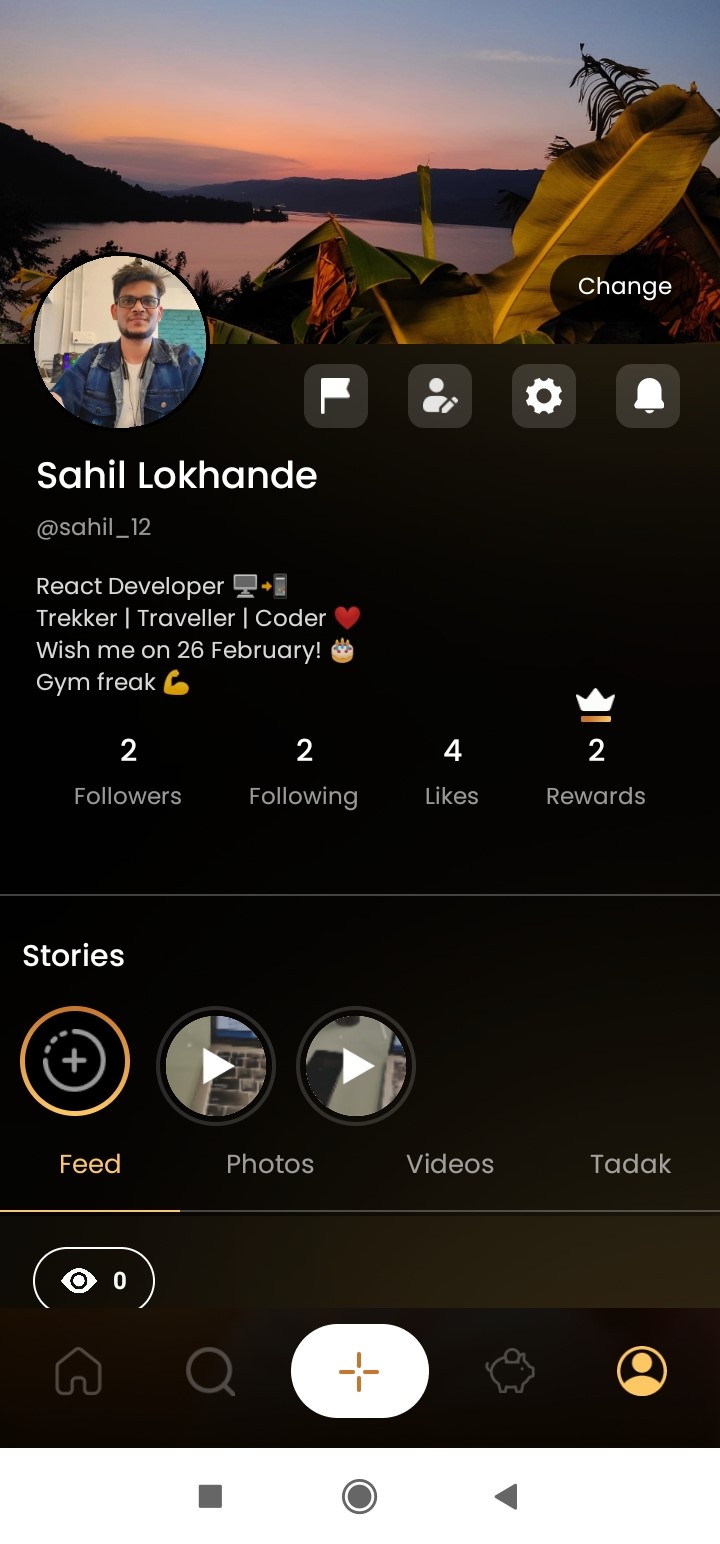 Change
Sahil Lokhande
@sahil_12
React Developer 🖥️📲
Trekker | Traveller | Coder ❤️
Wish me on 26 February! 🎂
Gym freak 💪
2 2 4 2
Followers Following Likes Rewards
Stories
Feed Photos Videos Tadak
0